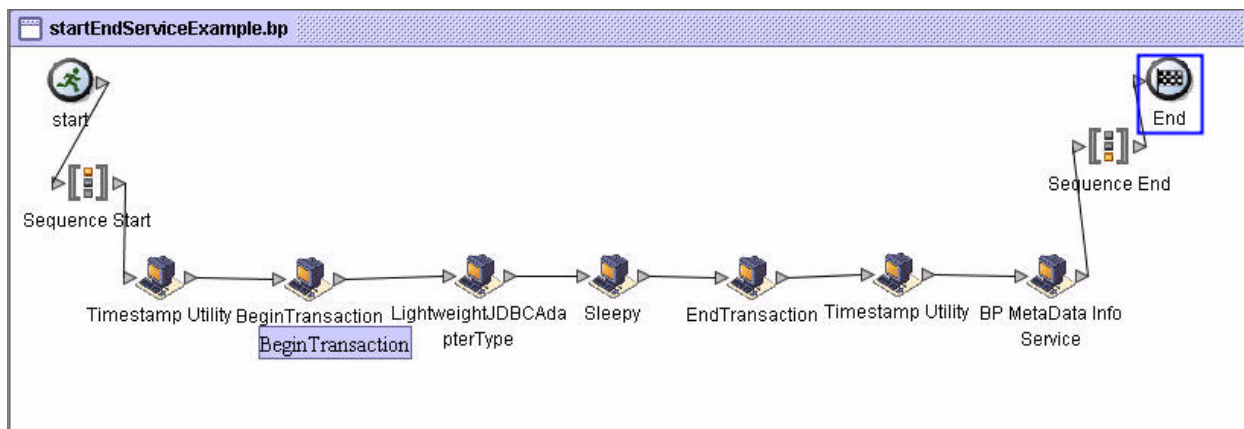 startEndServiceExample.bp
start
End
Sequence Start
Sequence End
Timestamp Utility
BeginTransaction
LightweightJDBCAda
pterType
Sleepy
EndTransaction
Timestamp Utility
BP MetaData Info
Service
BeginTransaction